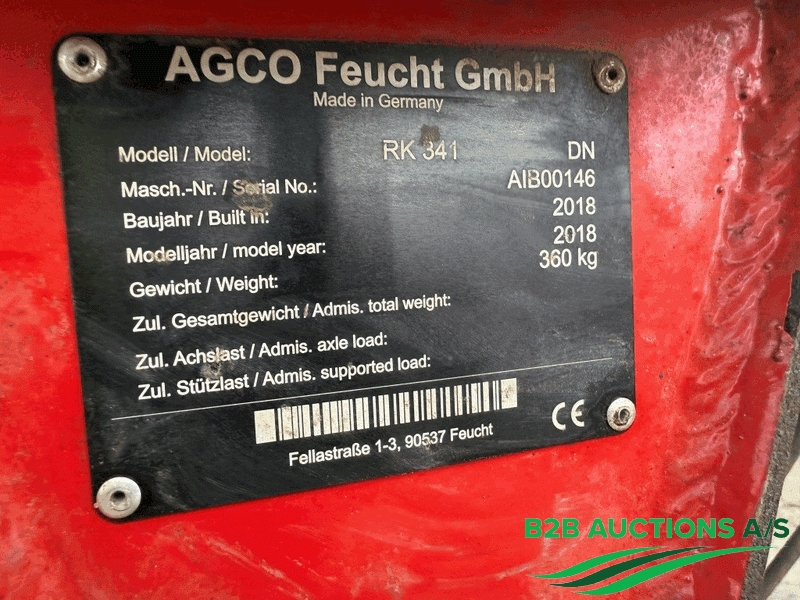 AGCO Feucht GmbH
Made in Germany
Modell / Model: RK 341 DN
Masch.-Nr. / Serial No.: AIB00146
Baujahr / Built in: 2018
Modelljahr / model year: 2018
Gewicht / Weight: 360 kg
Zul. Gesamtgewicht / Admis. total weight:
Zul. Achslast / Admis. axle load:
Zul. Stützlast / Admis. supported load:
CE
Fellastraße 1-3, 90537 Feucht
B2B AUCTIONS A/S